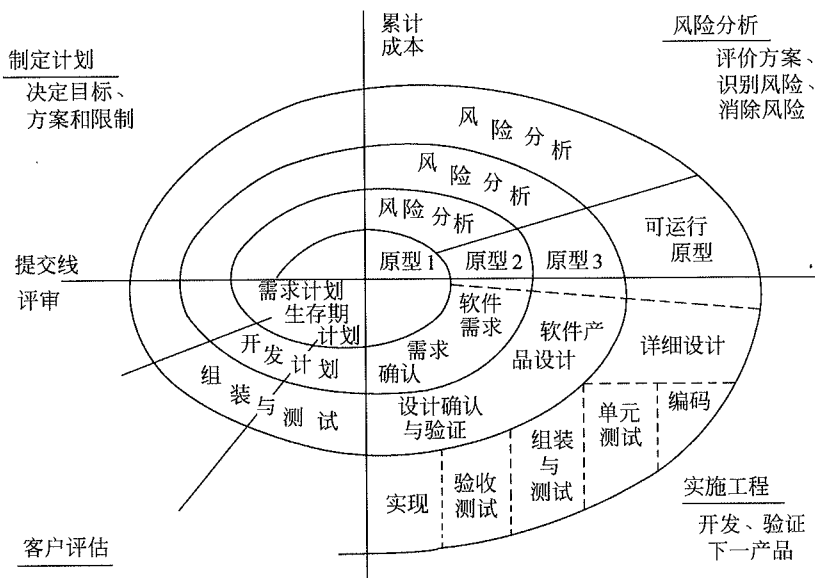 累计
成本
制定计划
决定目标、
方案和限制
风险分析
评价方案、
识别风险、
消除风险
风险分析
风险分析
风险分析
可运行
原型
原型1
原型2
原型3
提交线
评审
需求计划
生存期
计划
开发计划
组装与测试
软件
需求
需求
确认
软件产
品设计
详细设计
设计确认
与验证
实现
验收
测试
组装
与
测试
单元
测试
编码
实施工程
开发、验证
下一产品
客户评估